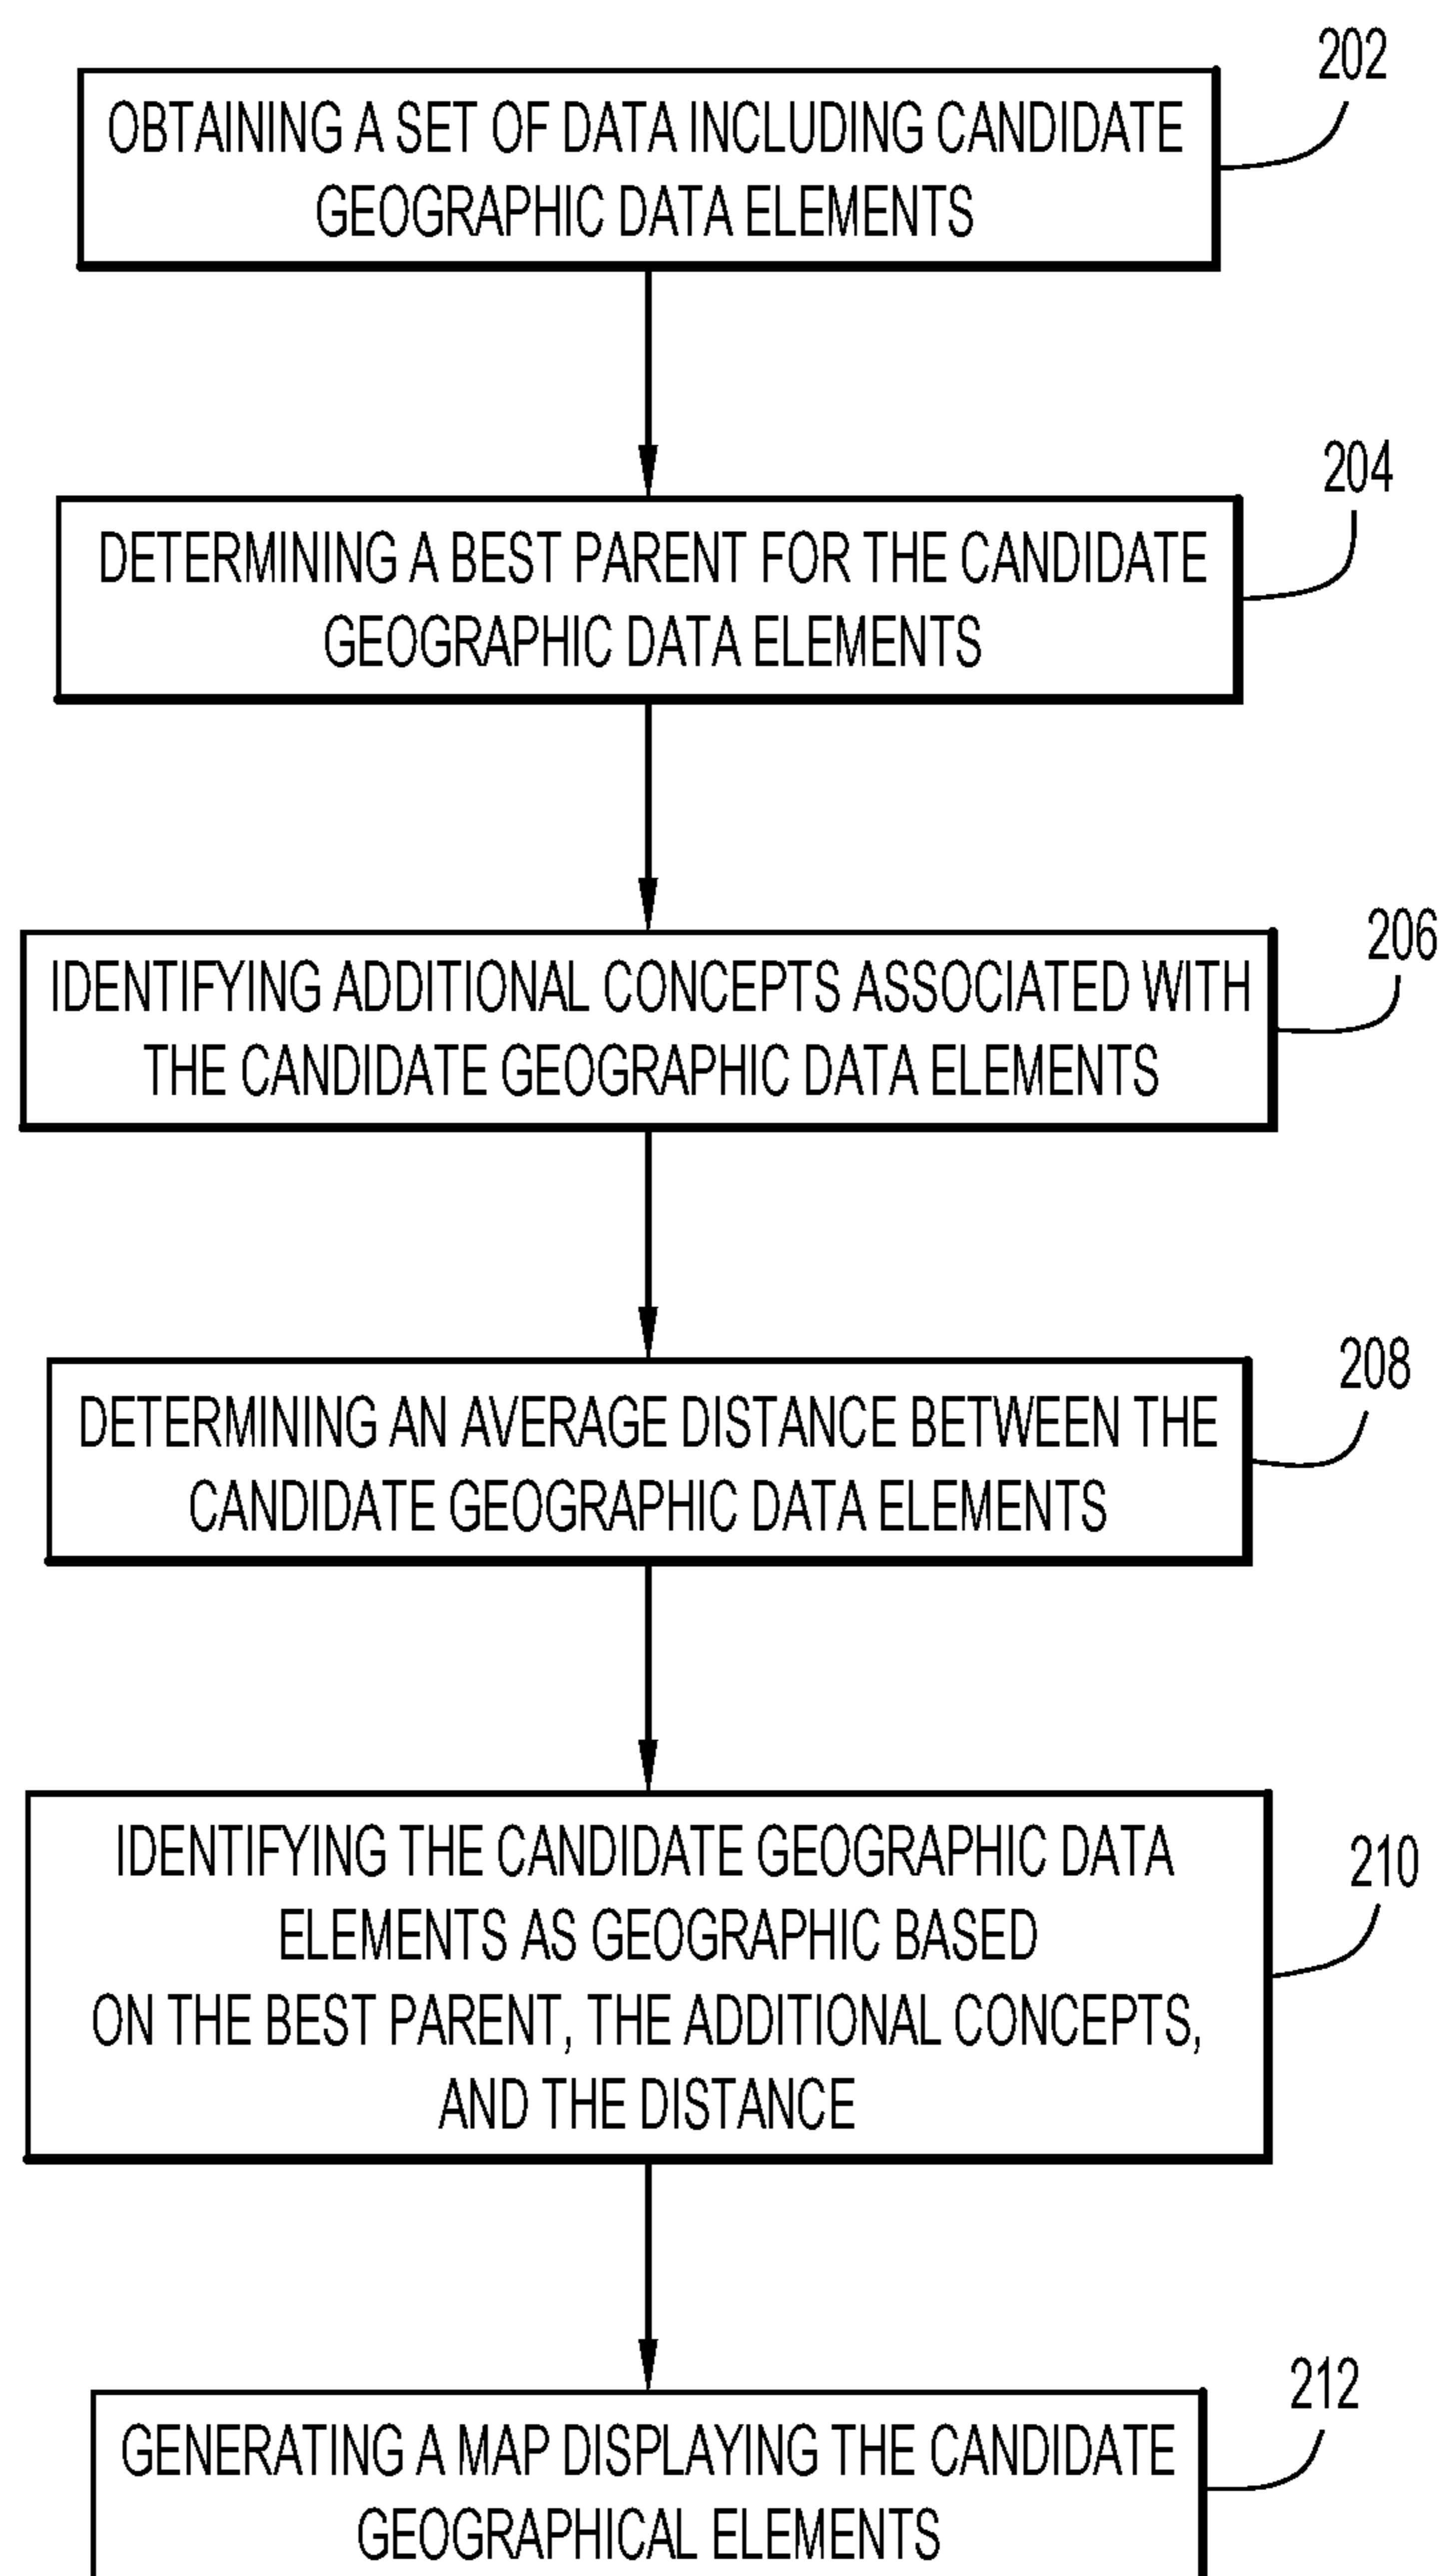 202
OBTAINING A SET OF DATA INCLUDING CANDIDATE
GEOGRAPHIC DATA ELEMENTS
204
DETERMINING A BEST PARENT FOR THE CANDIDATE
GEOGRAPHIC DATA ELEMENTS
206
IDENTIFYING ADDITIONAL CONCEPTS ASSOCIATED WITH
THE CANDIDATE GEOGRAPHIC DATA ELEMENTS
208
DETERMINING AN AVERAGE DISTANCE BETWEEN THE
CANDIDATE GEOGRAPHIC DATA ELEMENTS
210
IDENTIFYING THE CANDIDATE GEOGRAPHIC DATA
ELEMENTS AS GEOGRAPHIC BASED
ON THE BEST PARENT, THE ADDITIONAL CONCEPTS,
AND THE DISTANCE
212
GENERATING A MAP DISPLAYING THE CANDIDATE
GEOGRAPHICAL ELEMENTS